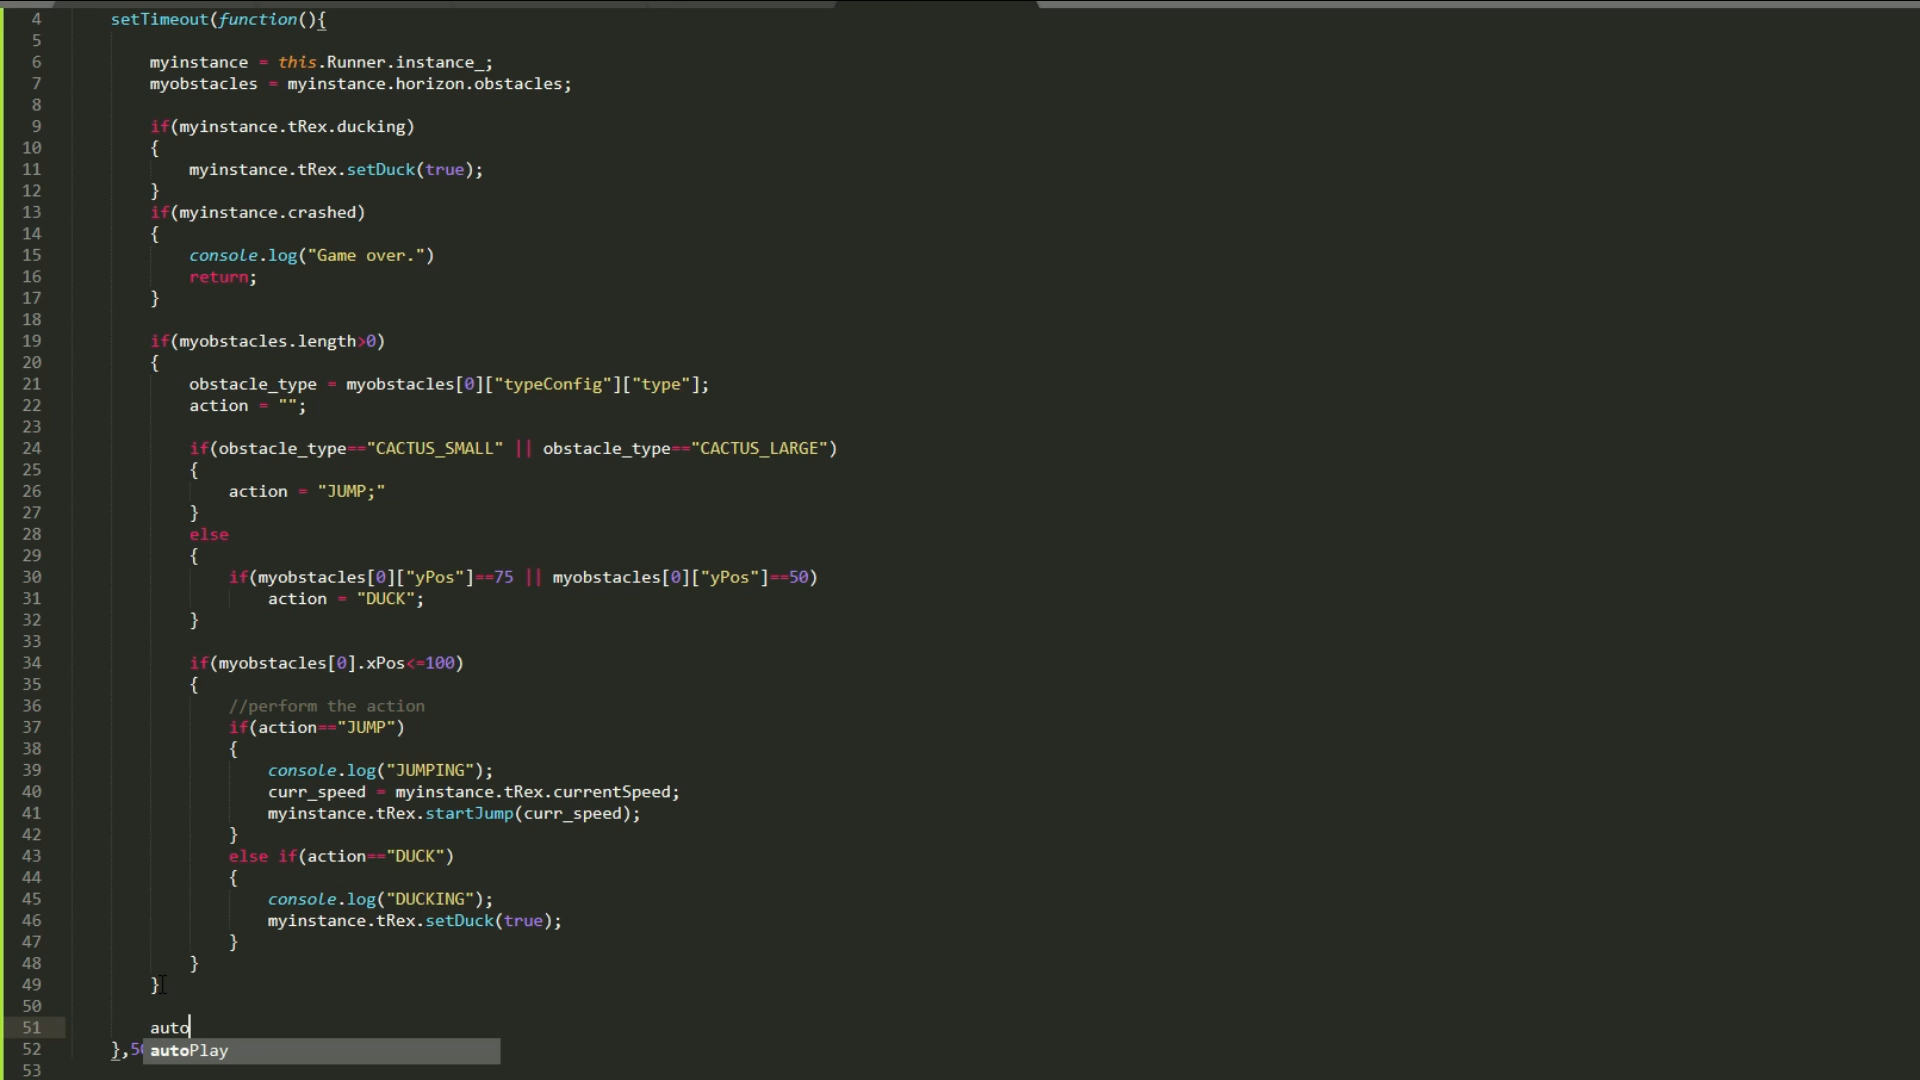 4 setTimeout(function(){
5
6 myinstance = this.Runner.instance_;
7 myobstacles = myinstance.horizon.obstacles;
8
9 if(myinstance.tRex.ducking)
10 {
11 myinstance.tRex.setDuck(true);
12 }
13 if(myinstance.crashed)
14 {
15 console.log("Game over.")
16 return;
17 }
18
19 if(myobstacles.length>0)
20 {
21 obstacle_type = myobstacles[0]["typeConfig"]["type"];
22 action = "";
23
24 if(obstacle_type=="CACTUS_SMALL" || obstacle_type=="CACTUS_LARGE")
25 {
26 action = "JUMP;"
27 }
28 else
29 {
30 if(myobstacles[0]["yPos"]==75 || myobstacles[0]["yPos"]==50)
31 action = "DUCK";
32 }
33
34 if(myobstacles[0].xPos<=100)
35 {
36 //perform the action
37 if(action=="JUMP")
38 {
39 console.log("JUMPING");
40 curr_speed = myinstance.tRex.currentSpeed;
41 myinstance.tRex.startJump(curr_speed);
42 }
43 else if(action=="DUCK")
44 {
45 console.log("DUCKING");
46 myinstance.tRex.setDuck(true);
47 }
48 }
49 }
50
51 auto
52 },5
autoPlay
53